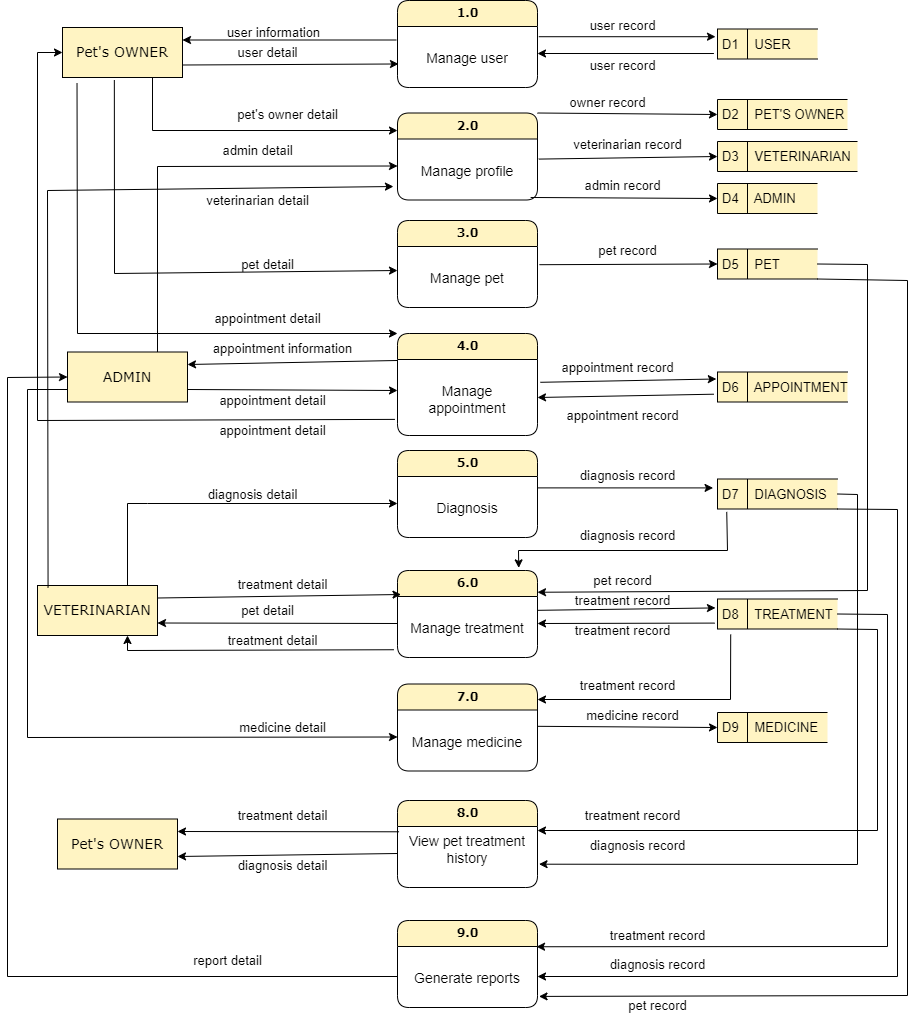 1.0
user information
user record
Pet's OWNER
Manage user
D1 USER
user detail
user record
owner record
pet's owner detail
2.0
D2 PET'S OWNER
admin detail
veterinarian record
Manage profile
D3 VETERINARIAN
veterinarian detail
admin record
D4 ADMIN
3.0
pet detail
pet record
Manage pet
D5 PET
appointment detail
4.0
appointment information
ADMIN
appointment record
Manage
appointment
D6 APPOINTMENT
appointment detail
appointment record
appointment detail
5.0
diagnosis detail
diagnosis record
Diagnosis
D7 DIAGNOSIS
diagnosis record
6.0
treatment detail
pet record
VETERINARIAN
treatment record
pet detail
Manage treatment
D8 TREATMENT
treatment record
treatment detail
7.0
treatment record
medicine detail
medicine record
Manage medicine
D9 MEDICINE
8.0
treatment detail
treatment record
Pet's OWNER
View pet treatment
history
diagnosis record
diagnosis detail
9.0
treatment record
report detail
diagnosis record
Generate reports
pet record